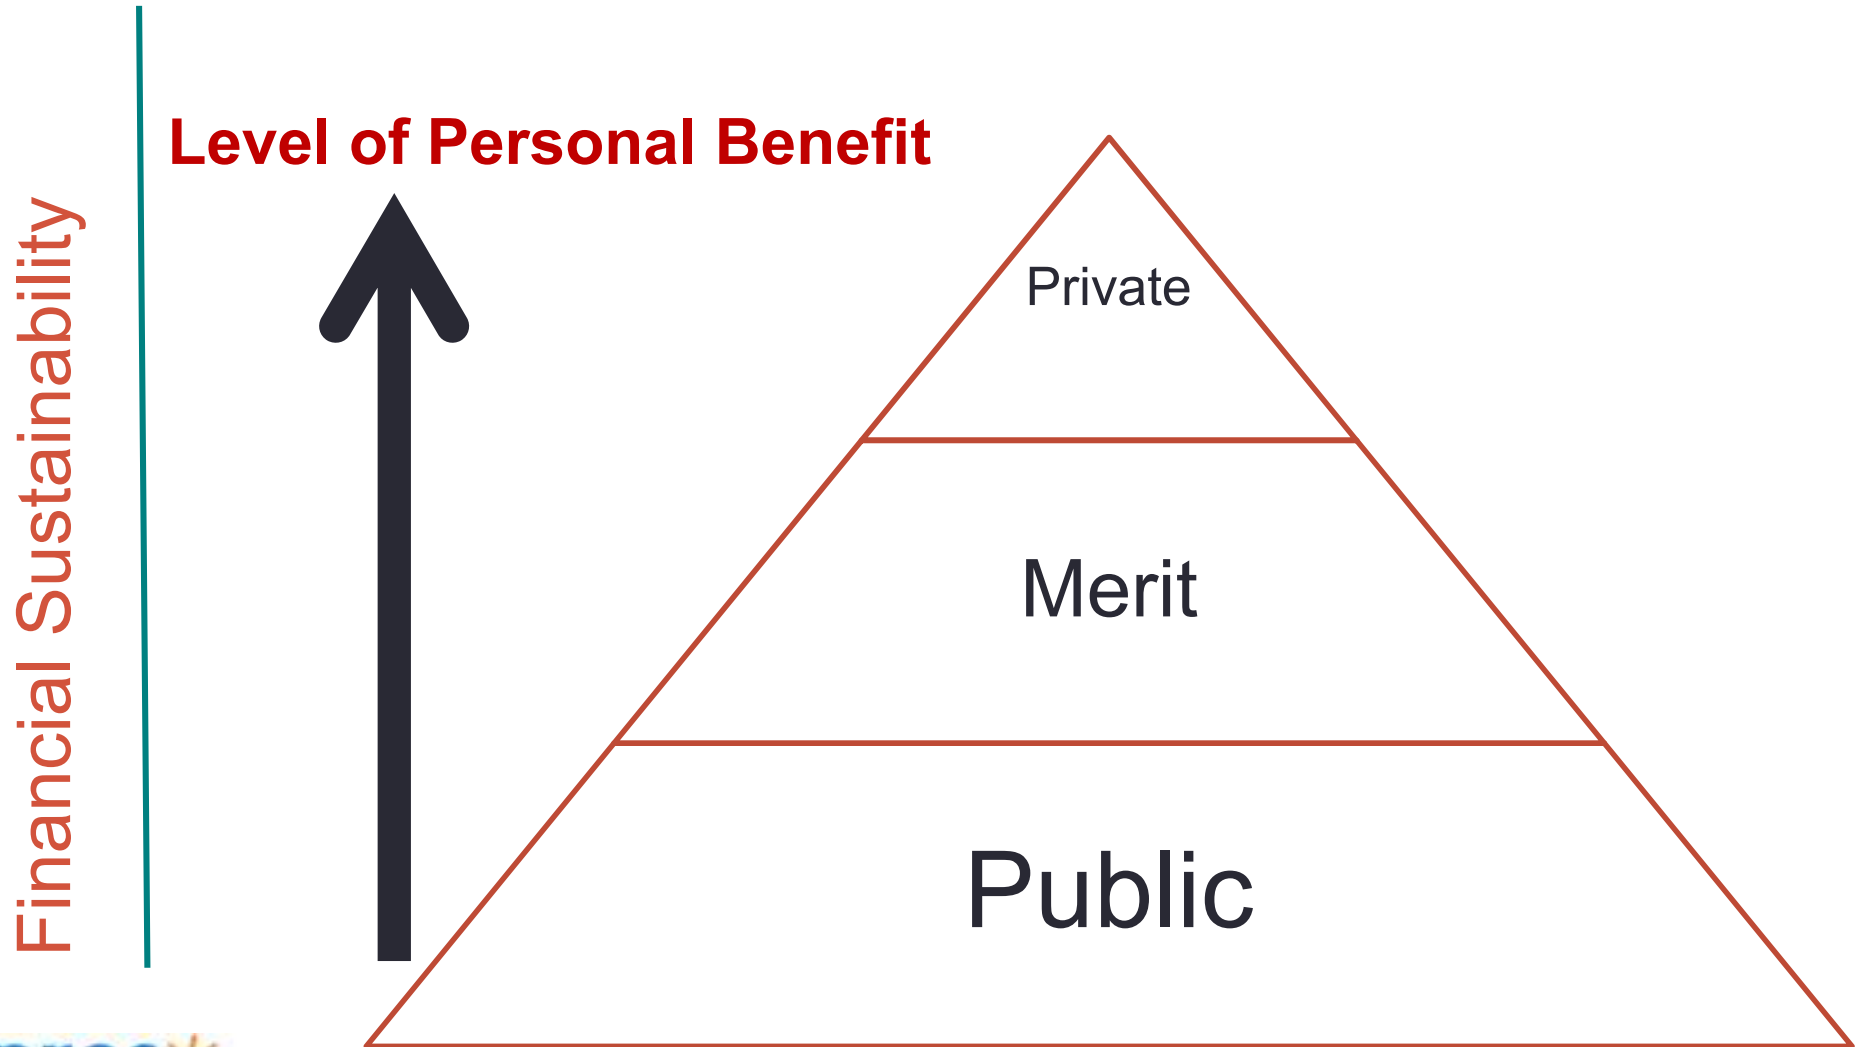 Financial Sustainability
Level of Personal Benefit
Private
Merit
Public